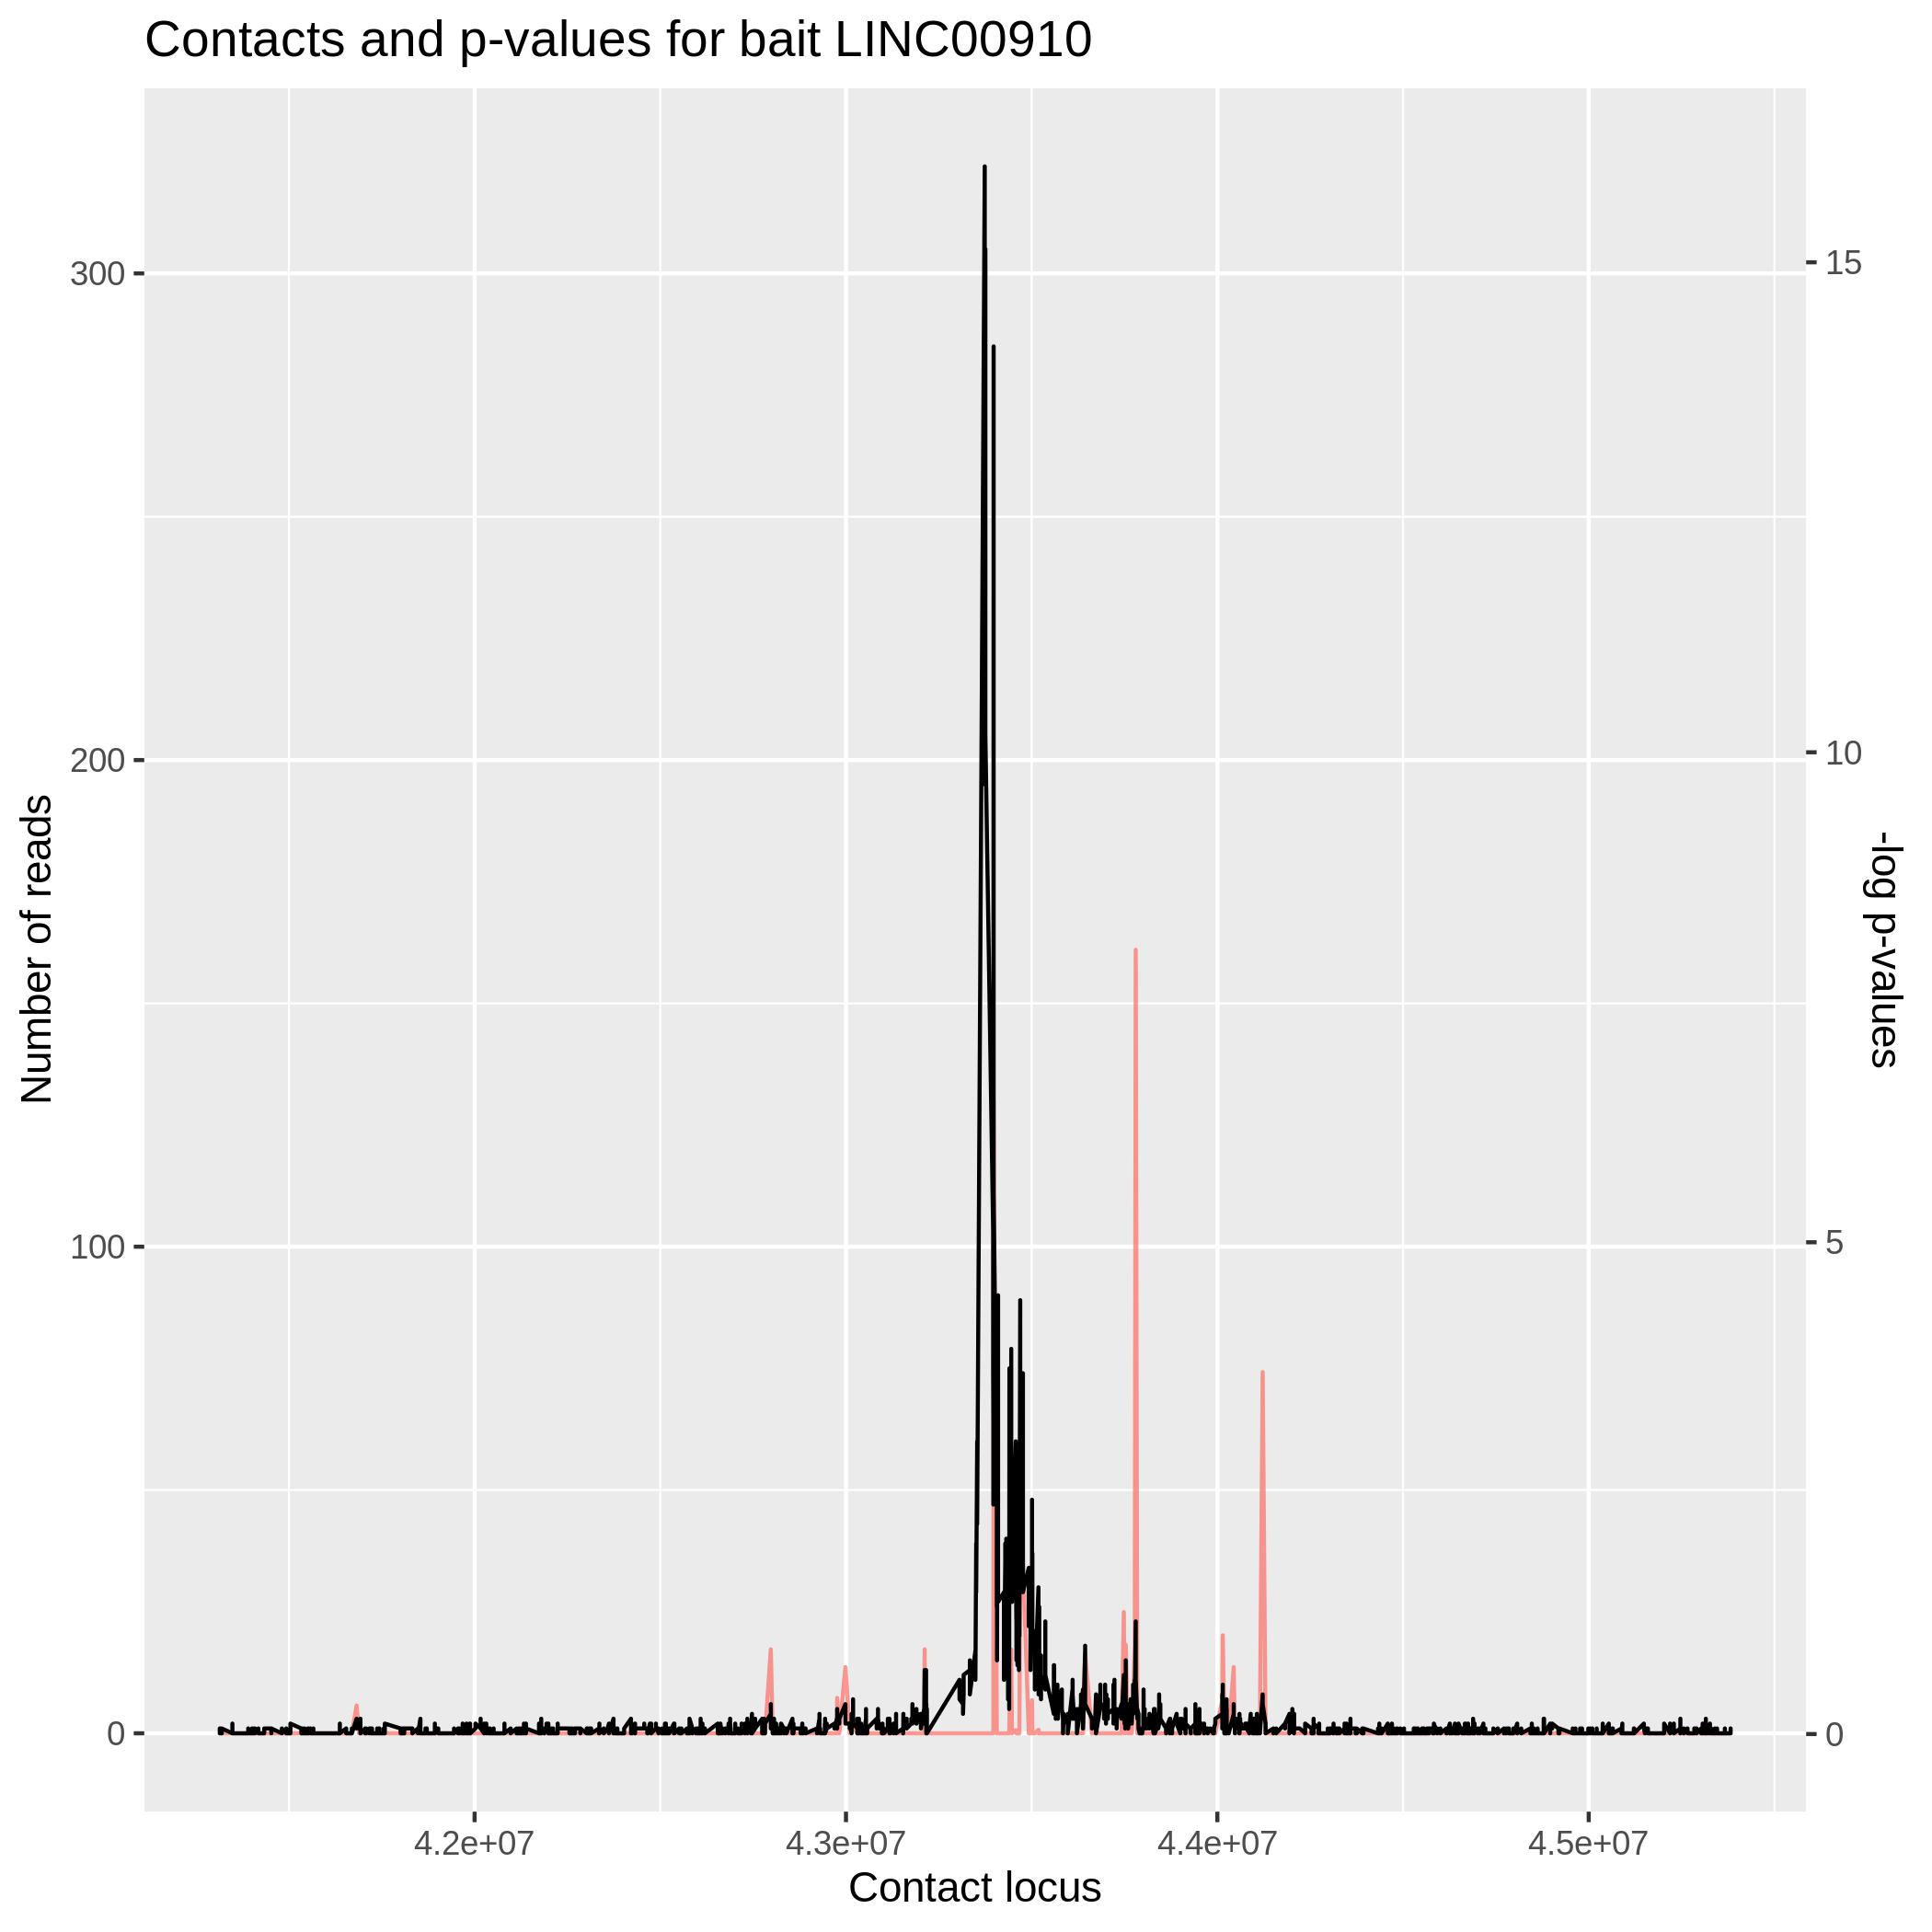 Contacts and p-values for bait LINC00910
300
200
100
0
15
10
5
0
Number of reads
-log p-values
4.2e+07 4.3e+07 4.4e+07 4.5e+07
Contact locus